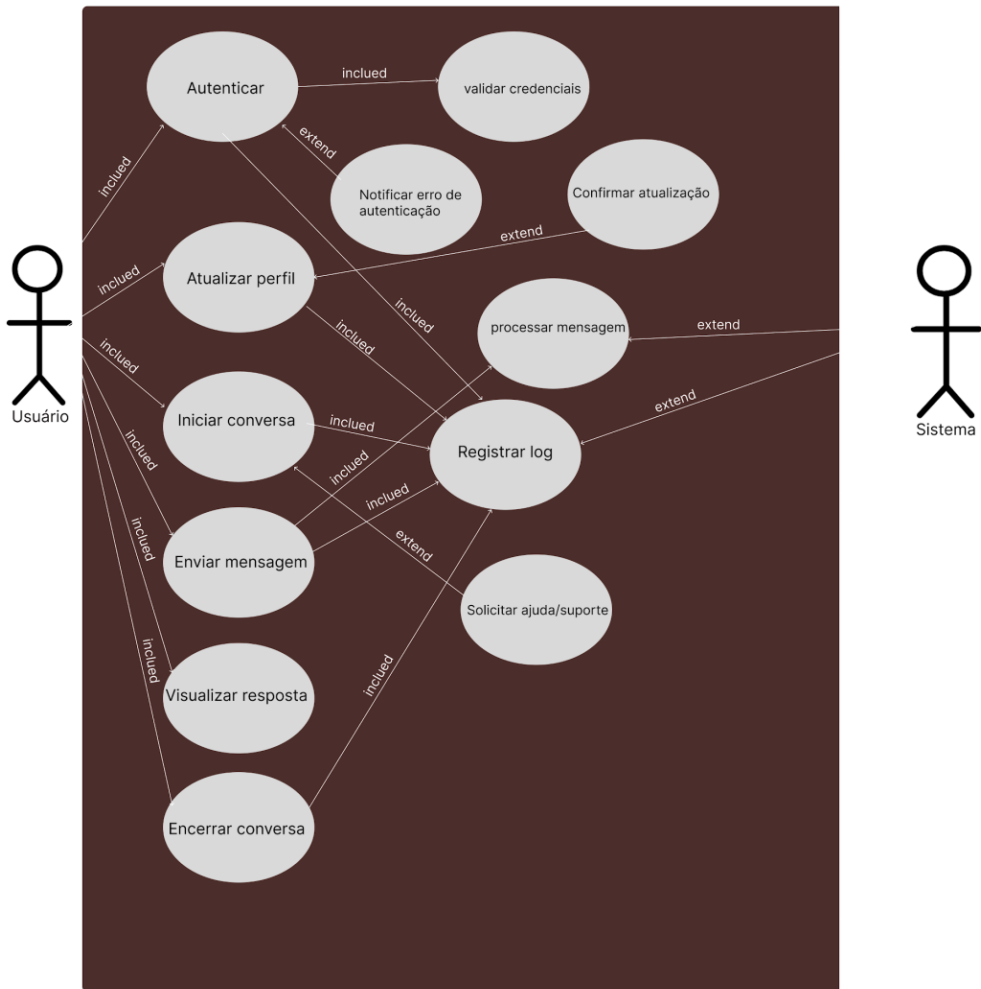 Autenticar
inclued
validar credenciais
extend
inclued
Notificar erro de
autenticação
Confirmar atualização
extend
inclued
Atualizar perfil
inclued
inclued
processar mensagem
extend
inclued
Usuário
Iniciar conversa
inclued
extend
Sistema
Registrar log
inclued
inclued
inclued
extend
inclued
Enviar mensagem
Solicitar ajuda/suporte
inclued
inclued
Visualizar resposta
Encerrar conversa